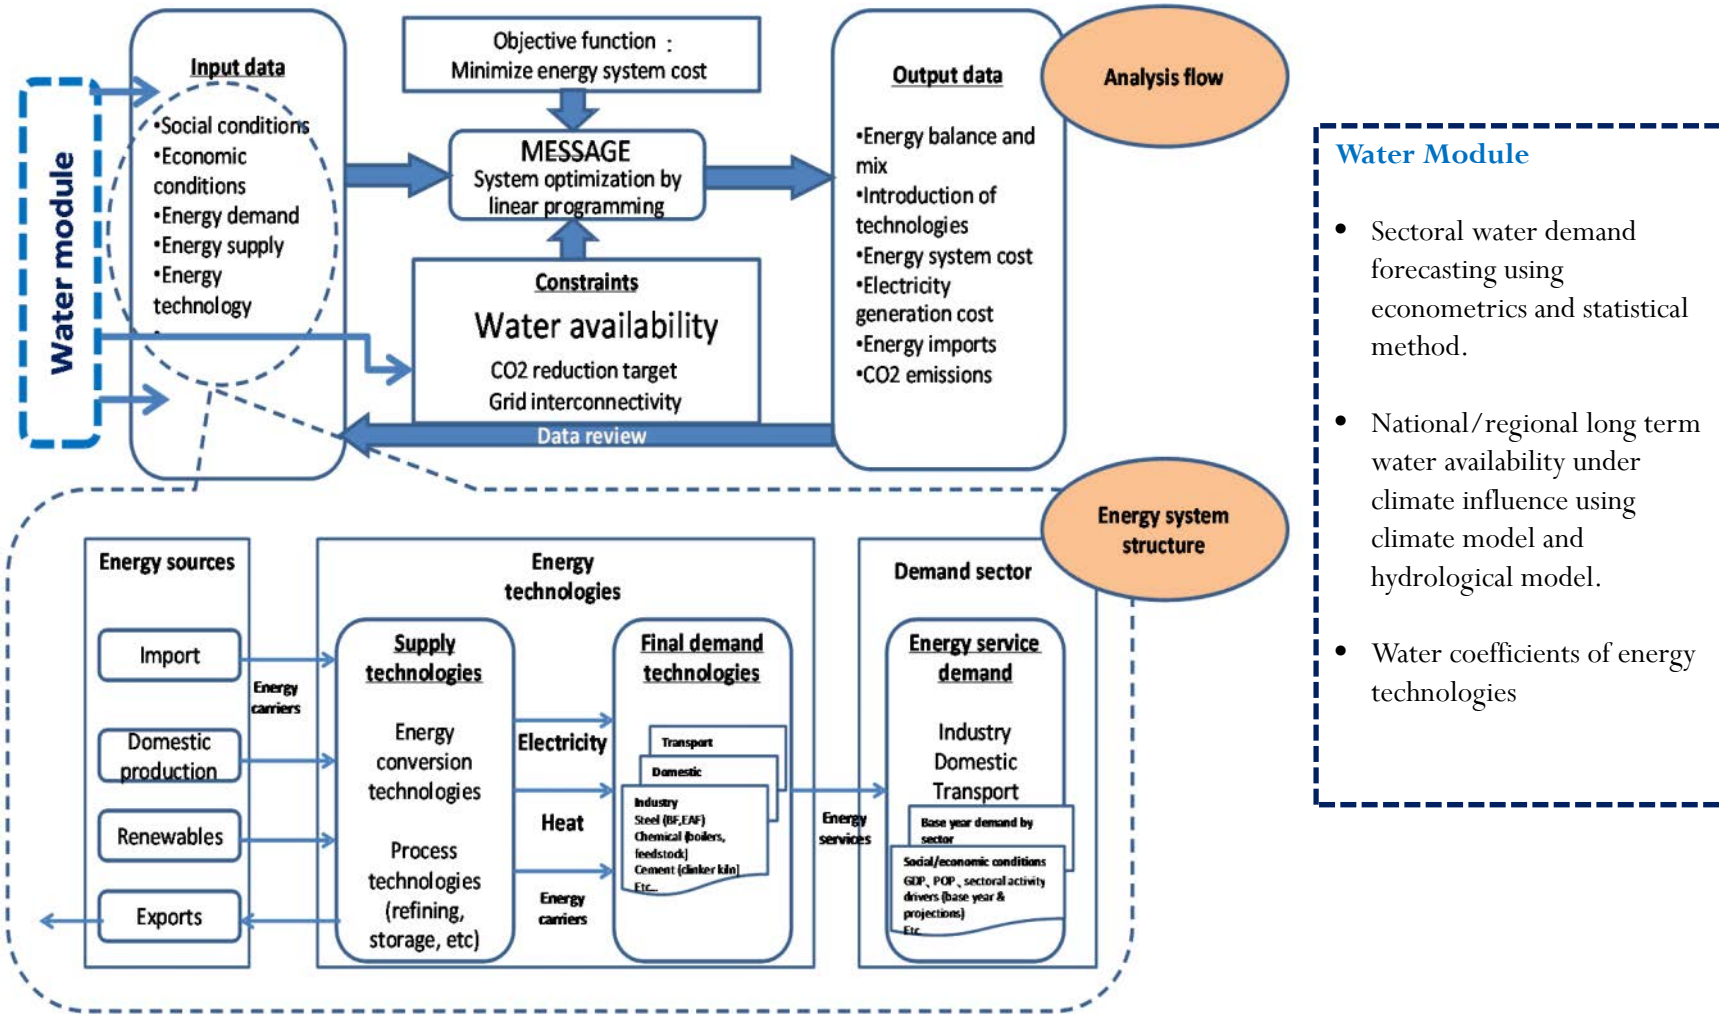 Water module
Input data
•Social conditions
•Economic
conditions
•Energy demand
•Energy supply
•Energy
technology
•
Objective function：
Minimize energy system cost
MESSAGE
System optimization by
linear programming
Constraints
Water availability
CO2 reduction target
Grid interconnectivity
Data review
Output data
•Energy balance and
mix
•Introduction of
technologies
•Energy system cost
•Electricity
generation cost
•Energy imports
•CO2 emissions
Analysis flow
Water Module
• Sectoral water demand
forecasting using
econometrics and statistical
method.
• National/regional long term
water availability under
climate influence using
climate model and
hydrological model.
• Water coefficients of energy
technologies
Energy system
structure
Energy sources
Import
Domestic
production
Renewables
Exports
Energy
carriers
Energy
technologies
Supply
technologies
Energy
conversion
technologies
Process
technologies
(refining,
storage, etc)
Electricity
Heat
Energy
carriers
Final demand
technologies
Transport
Domestic
Industry
Steel (BF,EAF)
Chemical (boilers,
feedstock)
Cement (clinker kiln)
Etc...
Energy
services
Demand sector
Energy service
demand
Industry
Domestic
Transport
Base year demand by
sector
Social/economic conditions
GDP、POP、sectoral activity
drivers (base year &
projections)
Etc